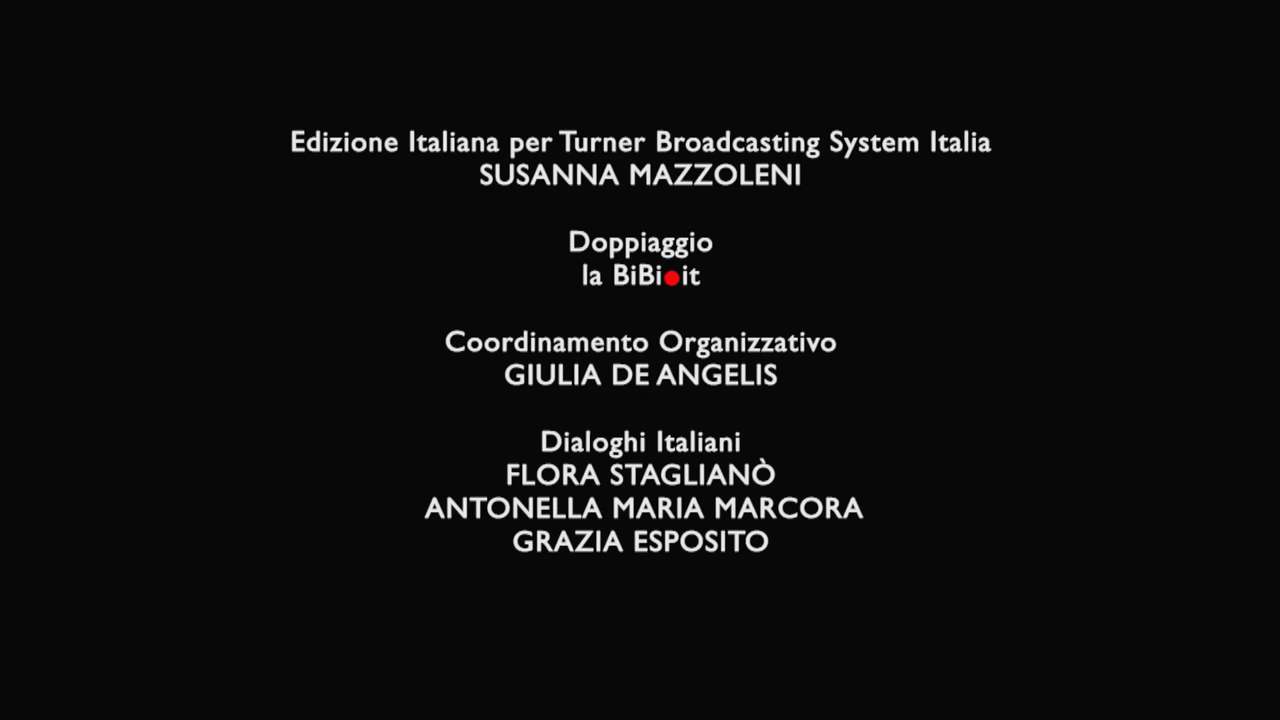 Edizione Italiana per Turner Broadcasting System Italia
SUSANNA MAZZOLENI
Doppiaggio
la BiBi.it
Coordinamento Organizzativo
GIULIA DE ANGELIS
Dialoghi Italiani
FLORA STAGLIANÒ
ANTONELLA MARIA MARCORA
GRAZIA ESPOSITO